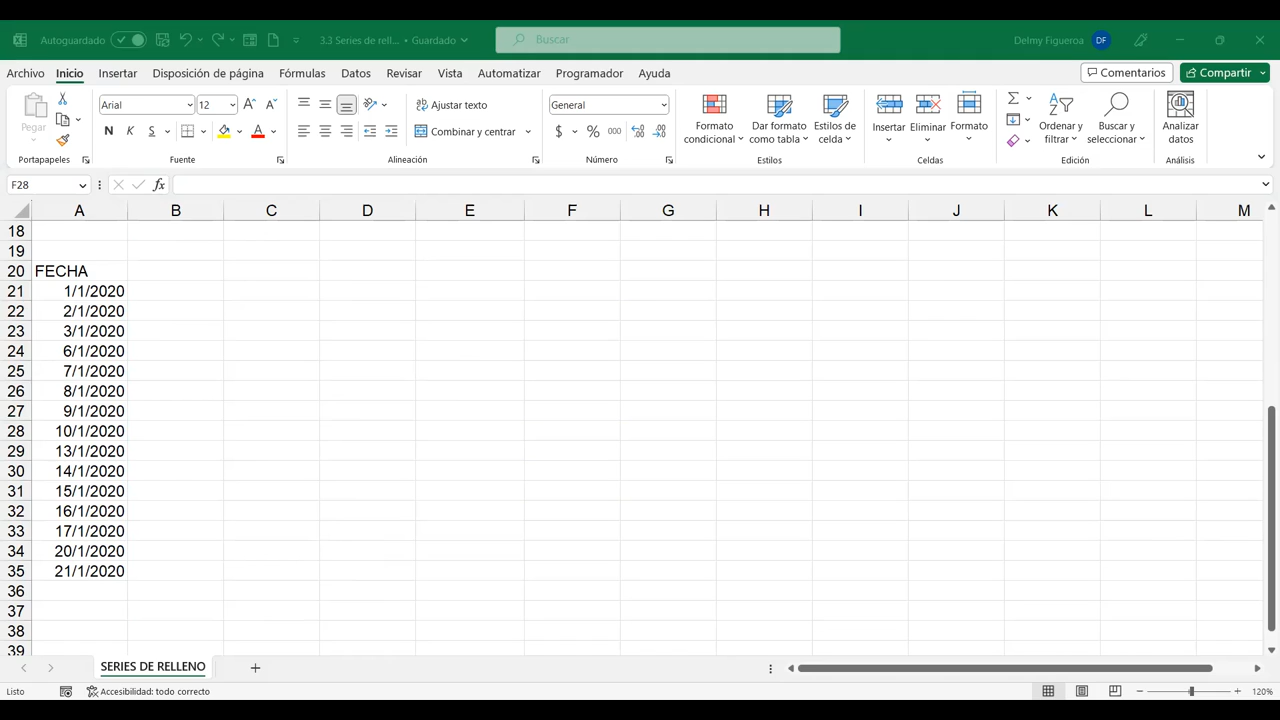 Autoguardado 3.3 Series de rell... • Guardado Buscar Delmy Figueroa DF
Archivo Inicio Insertar Disposición de página Fórmulas Datos Revisar Vista Automatizar Programador Ayuda Comentarios Compartir
Pegar Arial 12 Ajustar texto General Formato condicional Dar formato como tabla Estilos de celda Insertar Eliminar Formato Ordenar y filtrar Buscar y seleccionar Analizar datos
N K S A Combinar y centrar $ % 000
Portapapeles Fuente Alineación Número Estilos Celdas Edición Análisis
F28 fx
A B C D E F G H I J K L M
18
19
20 FECHA
21 1/1/2020
22 2/1/2020
23 3/1/2020
24 6/1/2020
25 7/1/2020
26 8/1/2020
27 9/1/2020
28 10/1/2020
29 13/1/2020
30 14/1/2020
31 15/1/2020
32 16/1/2020
33 17/1/2020
34 20/1/2020
35 21/1/2020
36
37
38
39
SERIES DE RELLENO
Listo Accesibilidad: todo correcto 120%